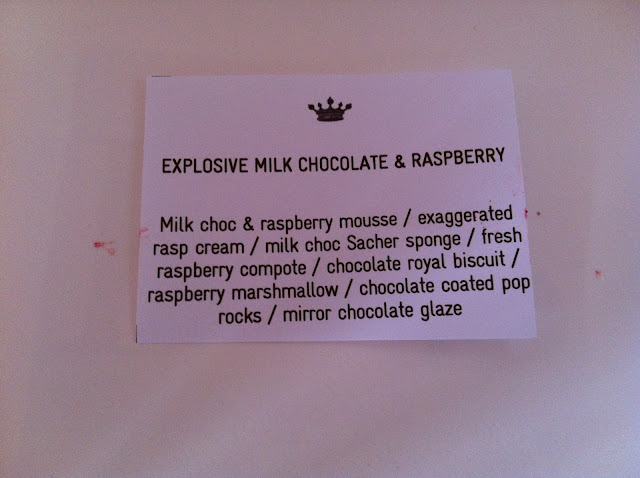 EXPLOSIVE MILK CHOCOLATE & RASPBERRY
Milk choc & raspberry mousse / exaggerated
rasp cream / milk choc Sacher sponge / fresh
raspberry compote / chocolate royal biscuit /
raspberry marshmallow / chocolate coated pop
rocks / mirror chocolate glaze